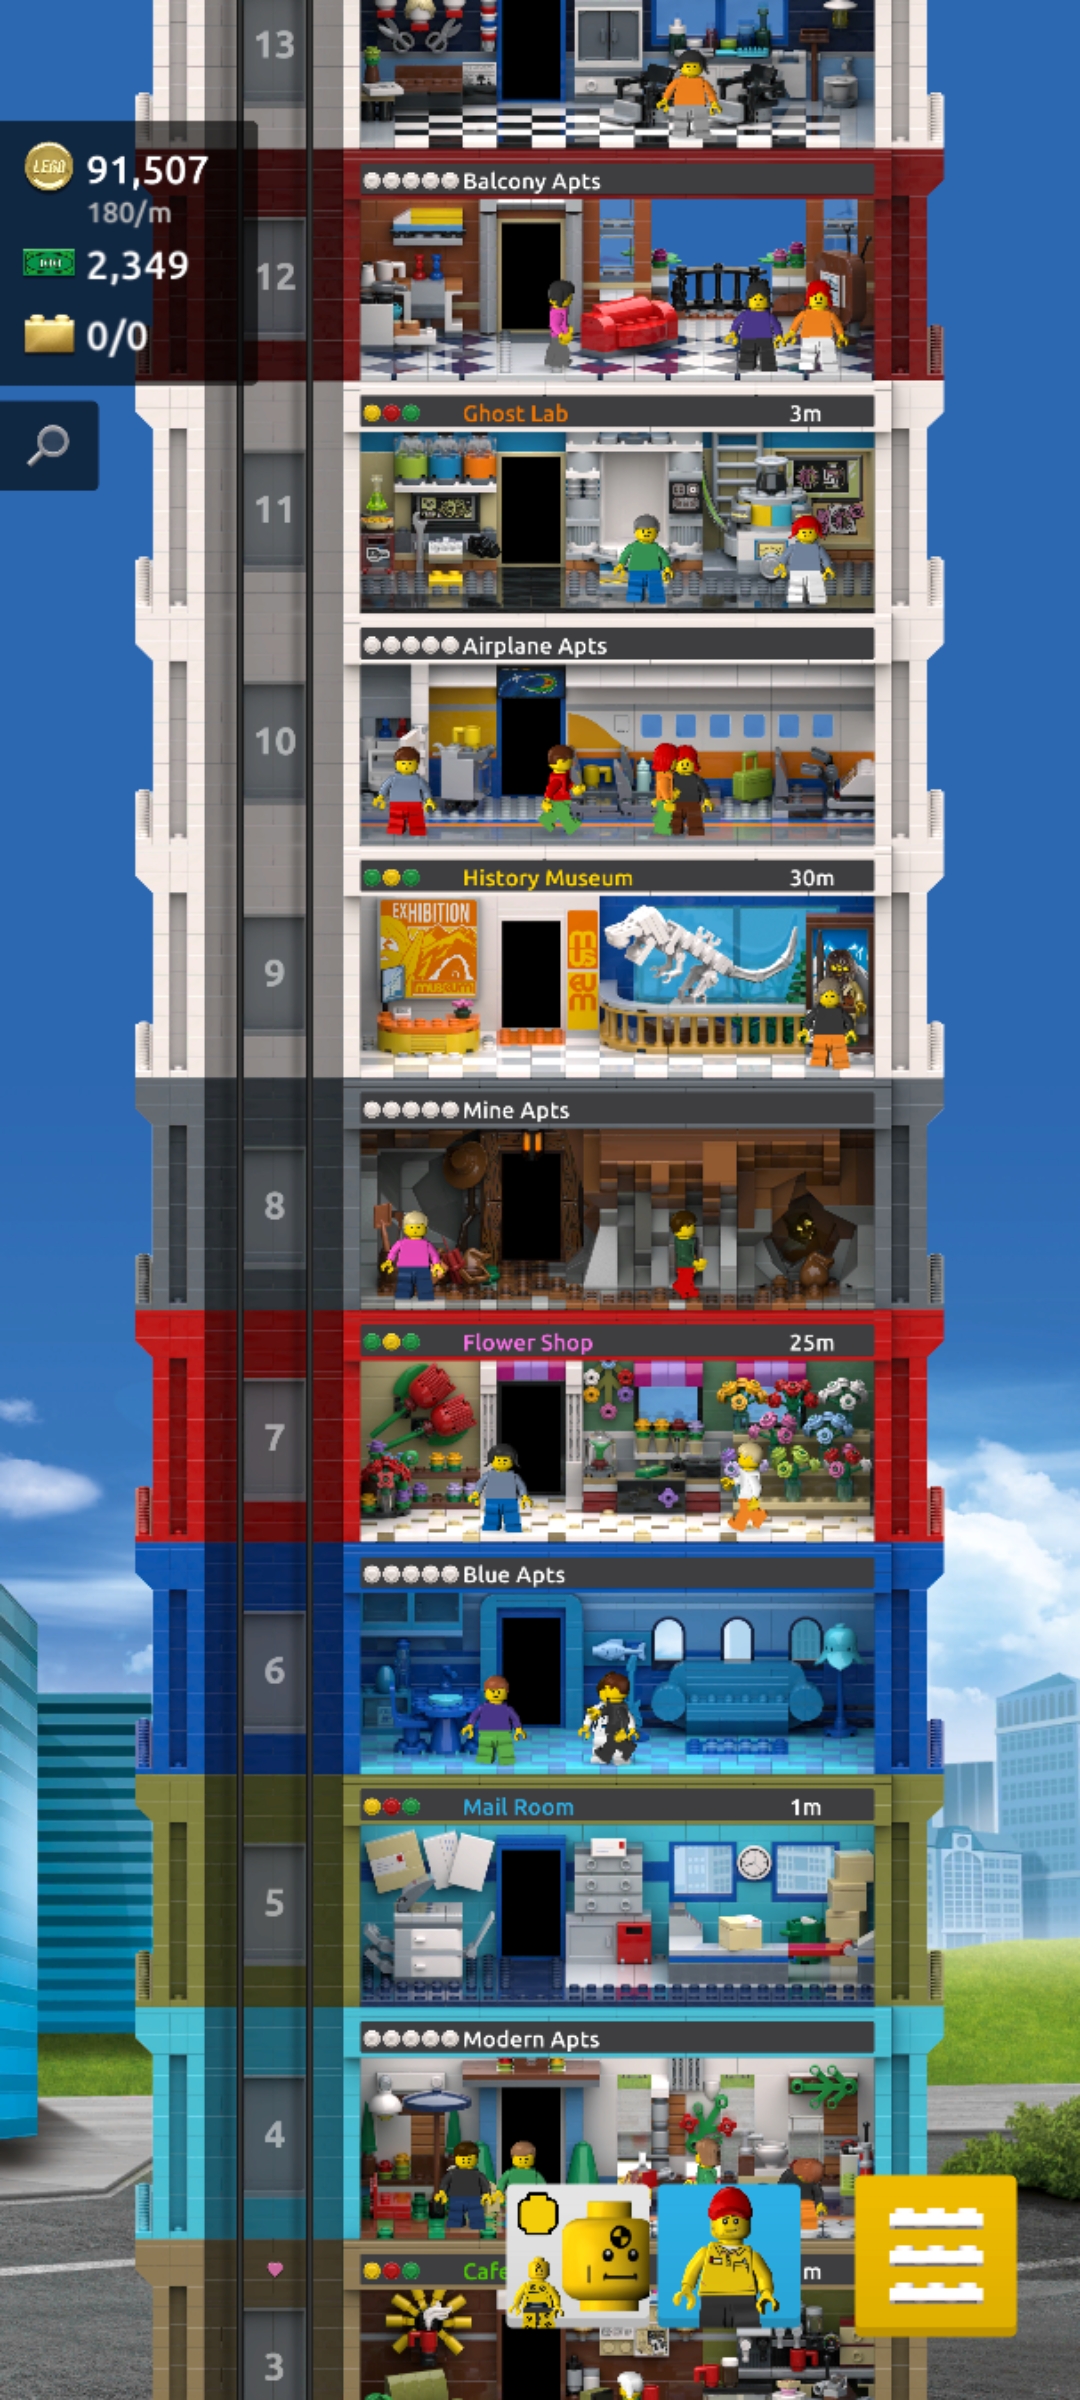 13
LEGO 91,507
180/m
2,349
0/0
Balcony Apts
12
Ghost Lab 3m
11
Airplane Apts
10
History Museum 30m
EXHIBITION
museum
museum
9
Mine Apts
8
Flower Shop 25m
7
Blue Apts
6
Mail Room 1m
5
Modern Apts
4
Cafe
m
3